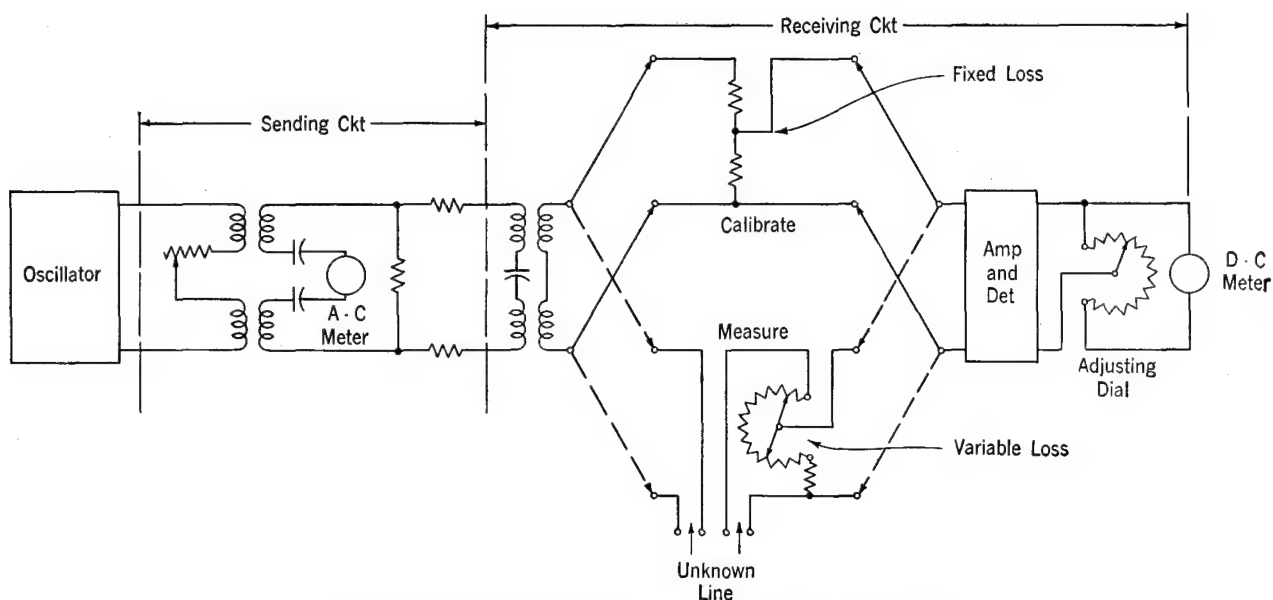 Receiving Ckt
Fixed Loss
Sending Ckt
Calibrate
Oscillator
A-C
Meter
Amp
and
Det
D-C
Meter
Measure
Adjusting
Dial
Variable Loss
Unknown
Line